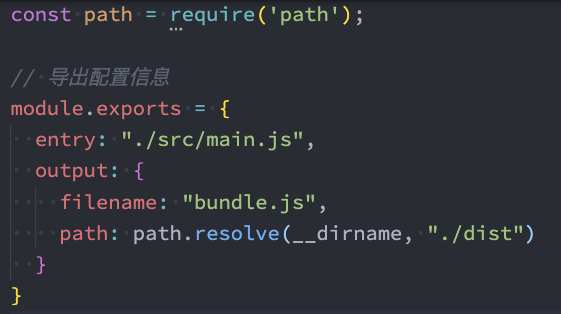 const path = require('path');
// 导出配置信息
module.exports = {
entry: "./src/main.js",
output: {
filename: "bundle.js",
path: path.resolve(__dirname, "./dist")
}
}